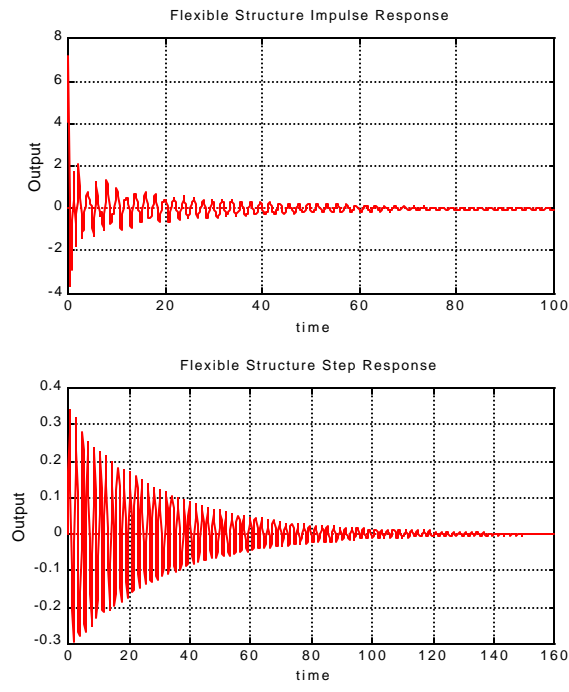 Flexible Structure Impulse Response
8
6
4
2
0
-2
-4
Output
0 20 40 60 80 100
time
Flexible Structure Step Response
0.4
0.3
0.2
0.1
0
-0.1
-0.2
-0.3
Output
0 20 40 60 80 100 120 140 160
time